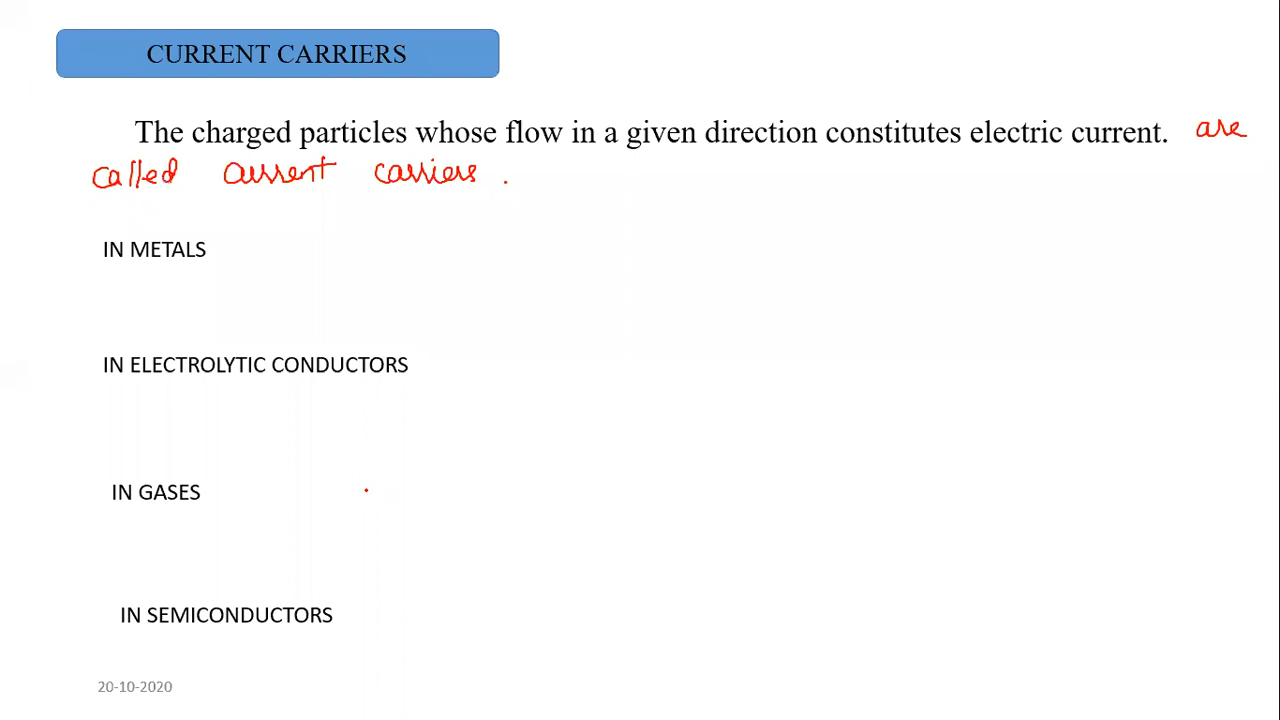 CURRENT CARRIERS
The charged particles whose flow in a given direction constitutes electric current. are
called current carriers.
IN METALS
IN ELECTROLYTIC CONDUCTORS
IN GASES
IN SEMICONDUCTORS
20-10-2020